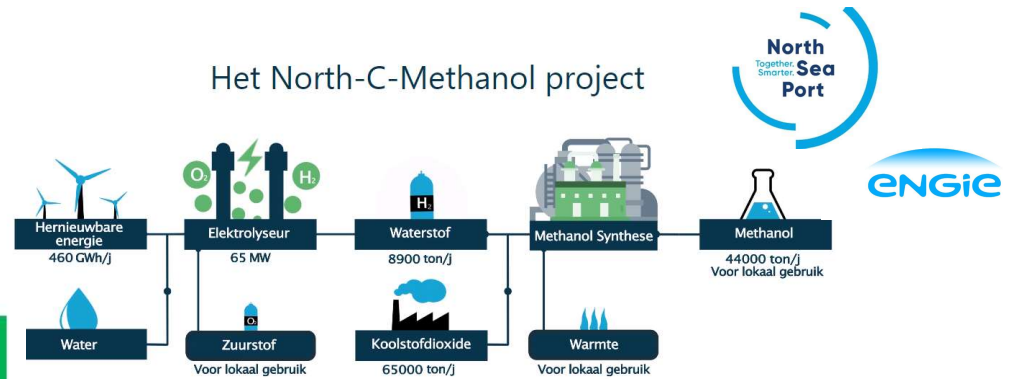 Het North-C-Methanol project
North
Together. Sea
Smarter.
Port
ENGIE
O2
H2
H2
Hernieuwbare
energie
460 GWh/j
Elektrolyseur
65 MW
Waterstof
8900 ton/j
Methanol Synthese
Methanol
44000 ton/j
Voor lokaal gebruik
Water
O2
Zuurstof
Voor lokaal gebruik
Koolstofdioxide
65000 ton/j
Warmte
Voor lokaal gebruik